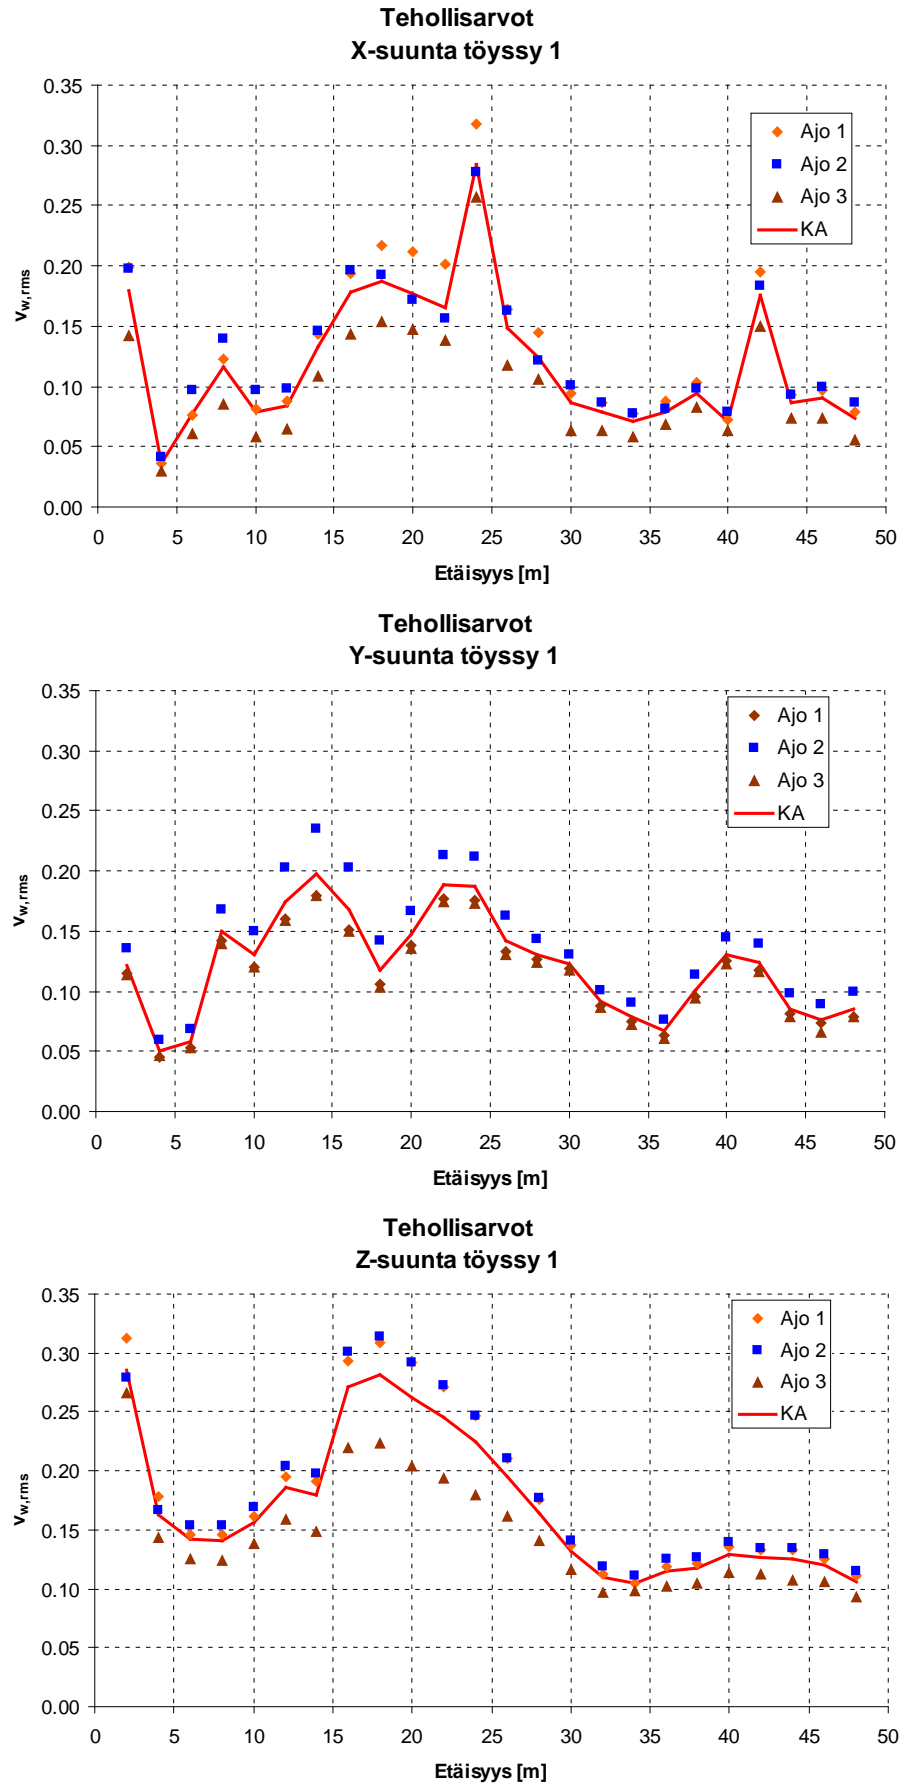 Tehollisarvot
X-suunta töyssy 1
0.35
0.30
0.25
0.20
0.15
0.10
0.05
0.00
v w,rms
Ajo 1
Ajo 2
Ajo 3
KA
0 5 10 15 20 25 30 35 40 45 50
Etäisyys [m]
Tehollisarvot
Y-suunta töyssy 1
0.35
0.30
0.25
0.20
0.15
0.10
0.05
0.00
v w,rms
Ajo 1
Ajo 2
Ajo 3
KA
0 5 10 15 20 25 30 35 40 45 50
Etäisyys [m]
Tehollisarvot
Z-suunta töyssy 1
0.35
0.30
0.25
0.20
0.15
0.10
0.05
0.00
v w,rms
Ajo 1
Ajo 2
Ajo 3
KA
0 5 10 15 20 25 30 35 40 45 50
Etäisyys [m]